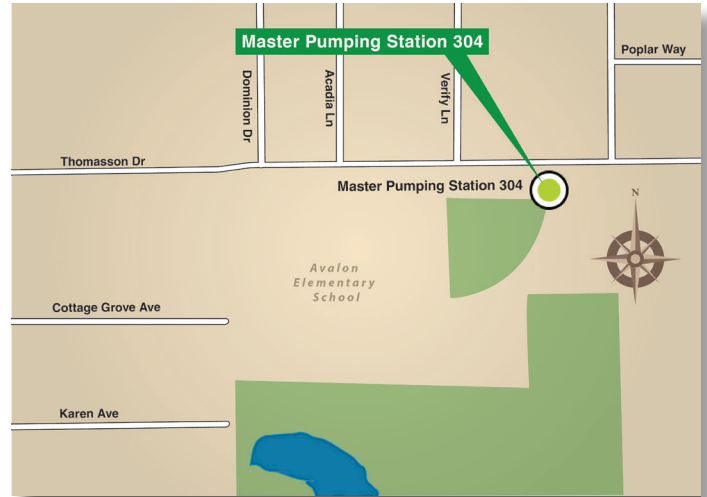 Master Pumping Station 304
Poplar Way
Dominion Dr
Acadia Ln
Verify Ln
Thomasson Dr
Master Pumping Station 304
N
Avalon
Elementary
School
Cottage Grove Ave
Karen Ave